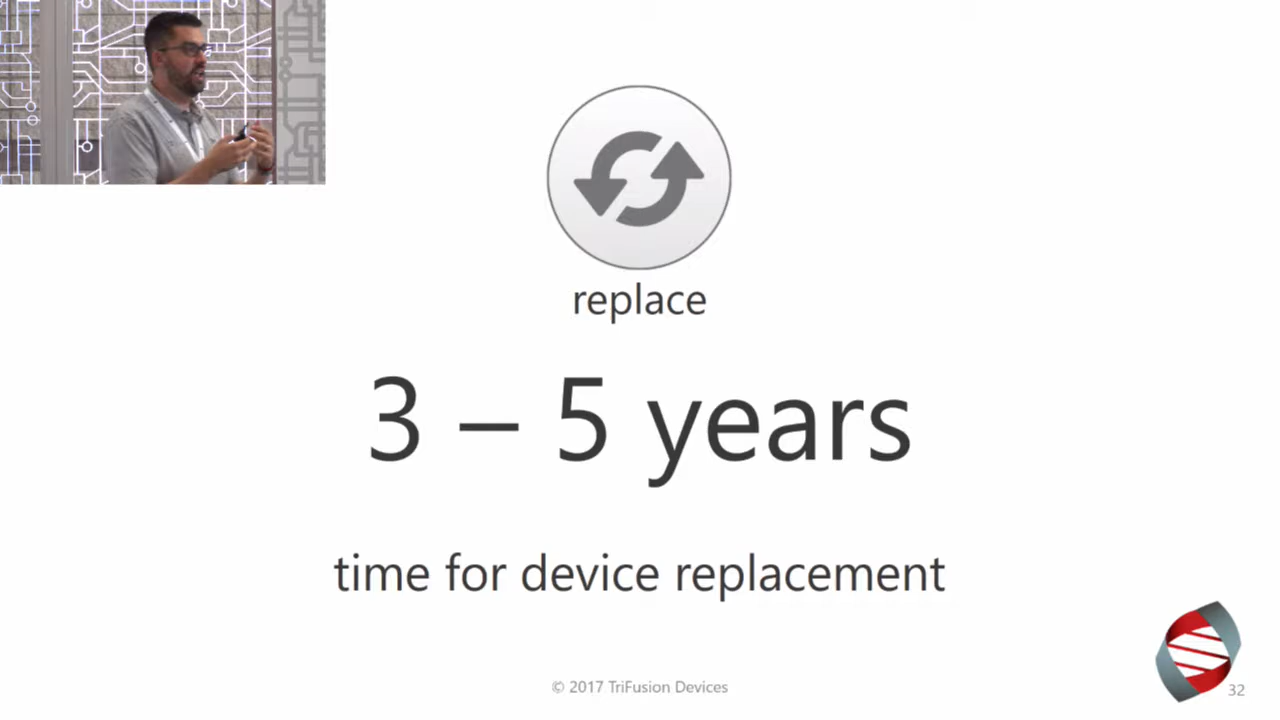 replace
3 – 5 years
time for device replacement
© 2017 TriFusion Devices
32